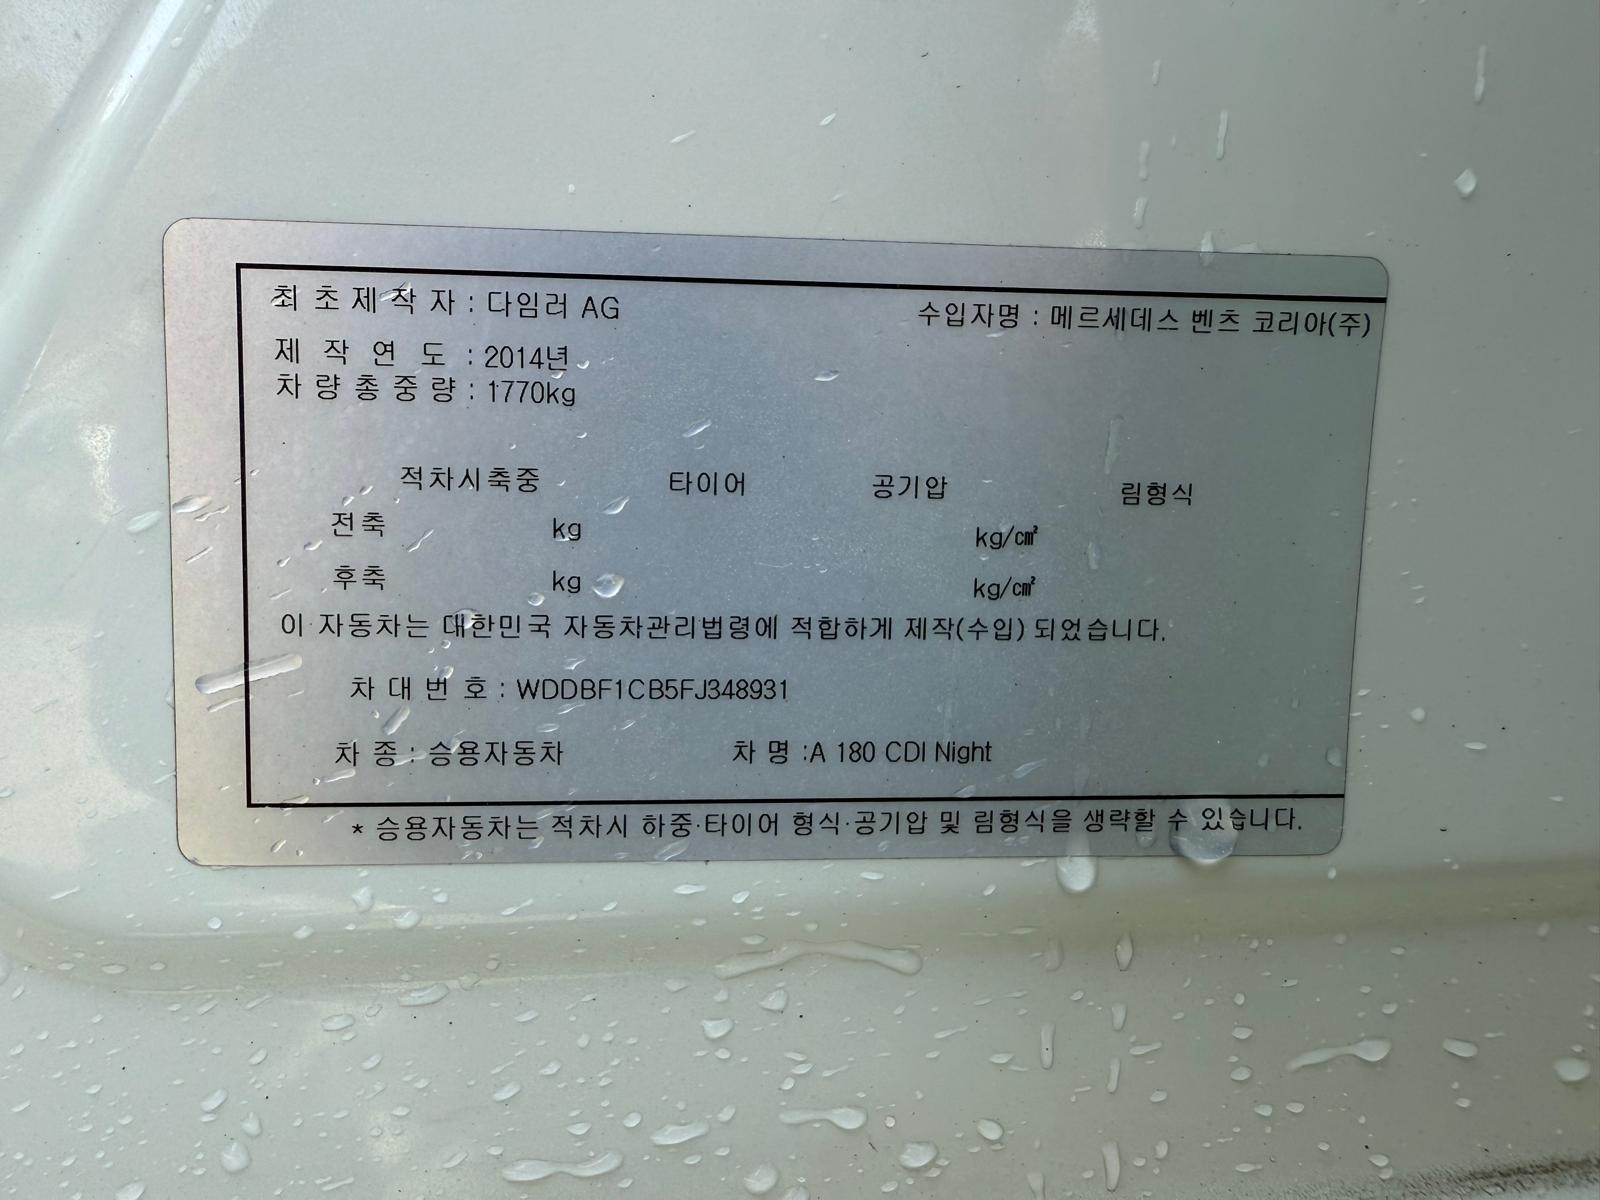 최초제작자 : 다임러 AG 수입자명 : 메르세데스 벤츠 코리아(주)
제작연도 : 2014년
차량총중량 : 1770kg
적차시축중 타이어 공기압 림형식
전축 kg kg/㎠
후축 kg kg/㎠
이 자동차는 대한민국 자동차관리법령에 적합하게 제작(수입) 되었습니다.
차대번호 : WDDBF1CB5FJ348931
차종 : 승용자동차 차명 :A 180 CDI Night
* 승용자동차는 적차시 하중·타이어 형식·공기압 및 림형식을 생략할 수 있습니다.